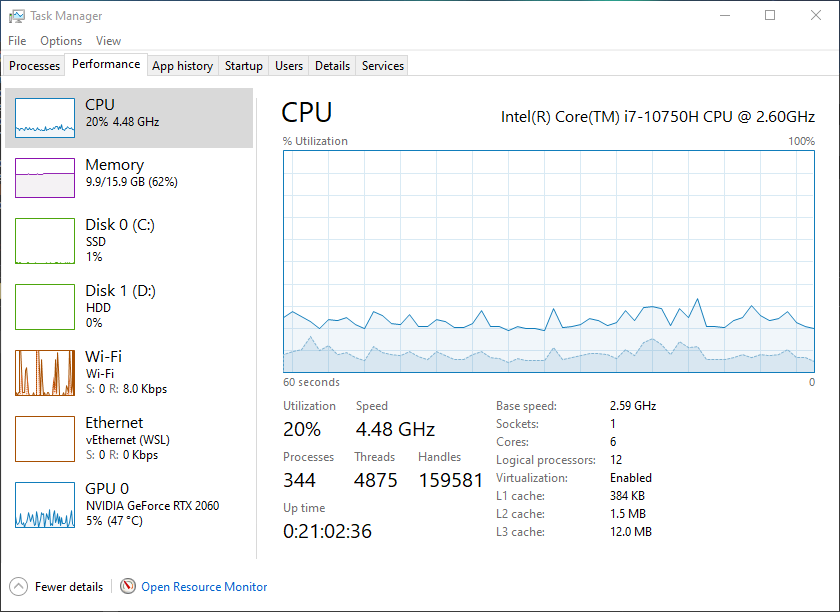 Task Manager
File Options View
Processes Performance App history Startup Users Details Services
CPU
20% 4.48 GHz
Memory
9.9/15.9 GB (62%)
Disk 0 (C:)
SSD
1%
Disk 1 (D:)
HDD
0%
Wi-Fi
Wi-Fi
S: 0 R: 8.0 Kbps
Ethernet
vEthernet (WSL)
S: 0 R: 0 Kbps
GPU 0
NVIDIA GeForce RTX 2060
5% (47 °C)
CPU
Intel(R) Core(TM) i7-10750H CPU @ 2.60GHz
% Utilization 100%
60 seconds 0
Utilization Speed
20% 4.48 GHz
Processes Threads Handles
344 4875 159581
Up time
0:21:02:36
Base speed: 2.59 GHz
Sockets: 1
Cores: 6
Logical processors: 12
Virtualization: Enabled
L1 cache: 384 KB
L2 cache: 1.5 MB
L3 cache: 12.0 MB
Fewer details Open Resource Monitor